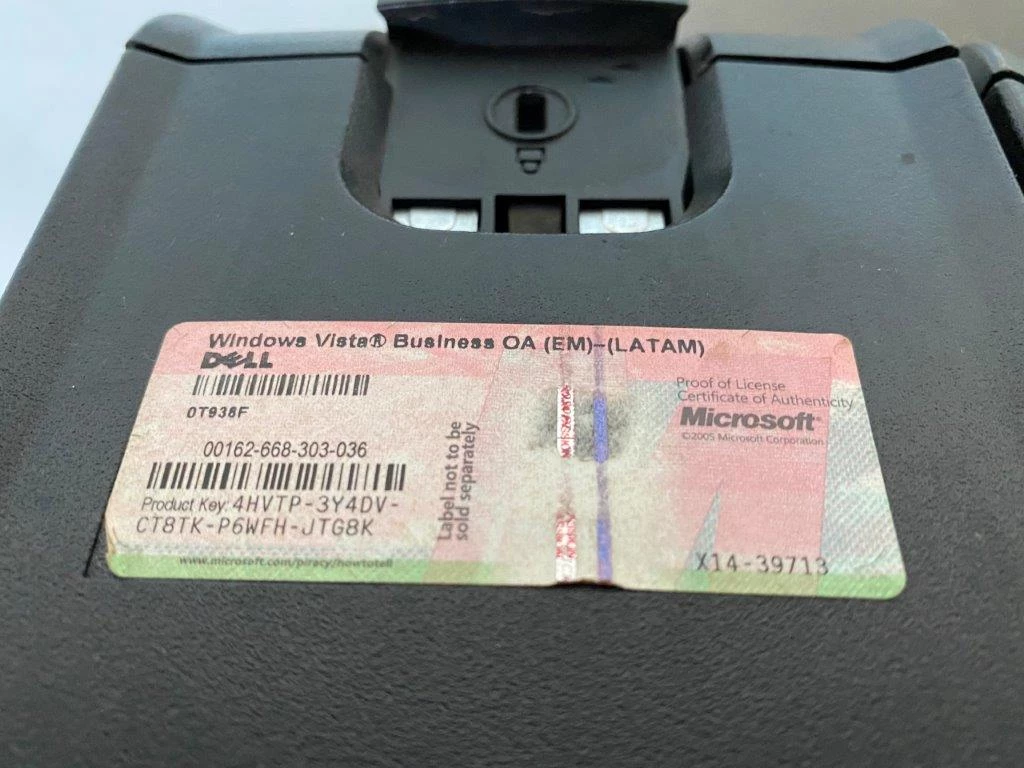 Windows Vista® Business OA (EM)-(LATAM)
DELL
0T938F
00162-668-303-036
Product Key: 4HVTP-3Y4DV-
CT8TK-P6WFH-JTG8K
www.microsoft.com/piracy/howtotell
Label not to be
sold separately
Proof of License
Certificate of Authenticity
Microsoft®
©2005 Microsoft Corporation
X14-39713